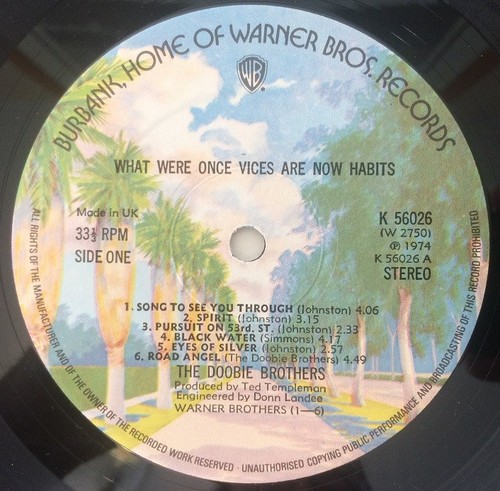 BURBANK, HOME OF WARNER BROS. RECORDS
WB
®
WHAT WERE ONCE VICES ARE NOW HABITS
Made in UK
33⅓ RPM
SIDE ONE
K 56026
(W 2750)
℗ 1974
K 56026 A
STEREO
1. SONG TO SEE YOU THROUGH (Johnston) 4.06
2. SPIRIT (Johnston) 3.15
3. PURSUIT ON 53rd. ST. (Johnston) 2.33
4. BLACK WATER (Simmons) 4.17
5. EYES OF SILVER (Johnston) 2.57
6. ROAD ANGEL (The Doobie Brothers) 4.49
THE DOOBIE BROTHERS
Produced by Ted Templeman
Engineered by Donn Landee
WARNER BROTHERS (1—6)
ALL RIGHTS OF THE MANUFACTURER AND OF THE OWNER OF THE RECORDED WORK RESERVED · UNAUTHORISED COPYING PUBLIC PERFORMANCE AND BROADCASTING OF THIS RECORD PROHIBITED